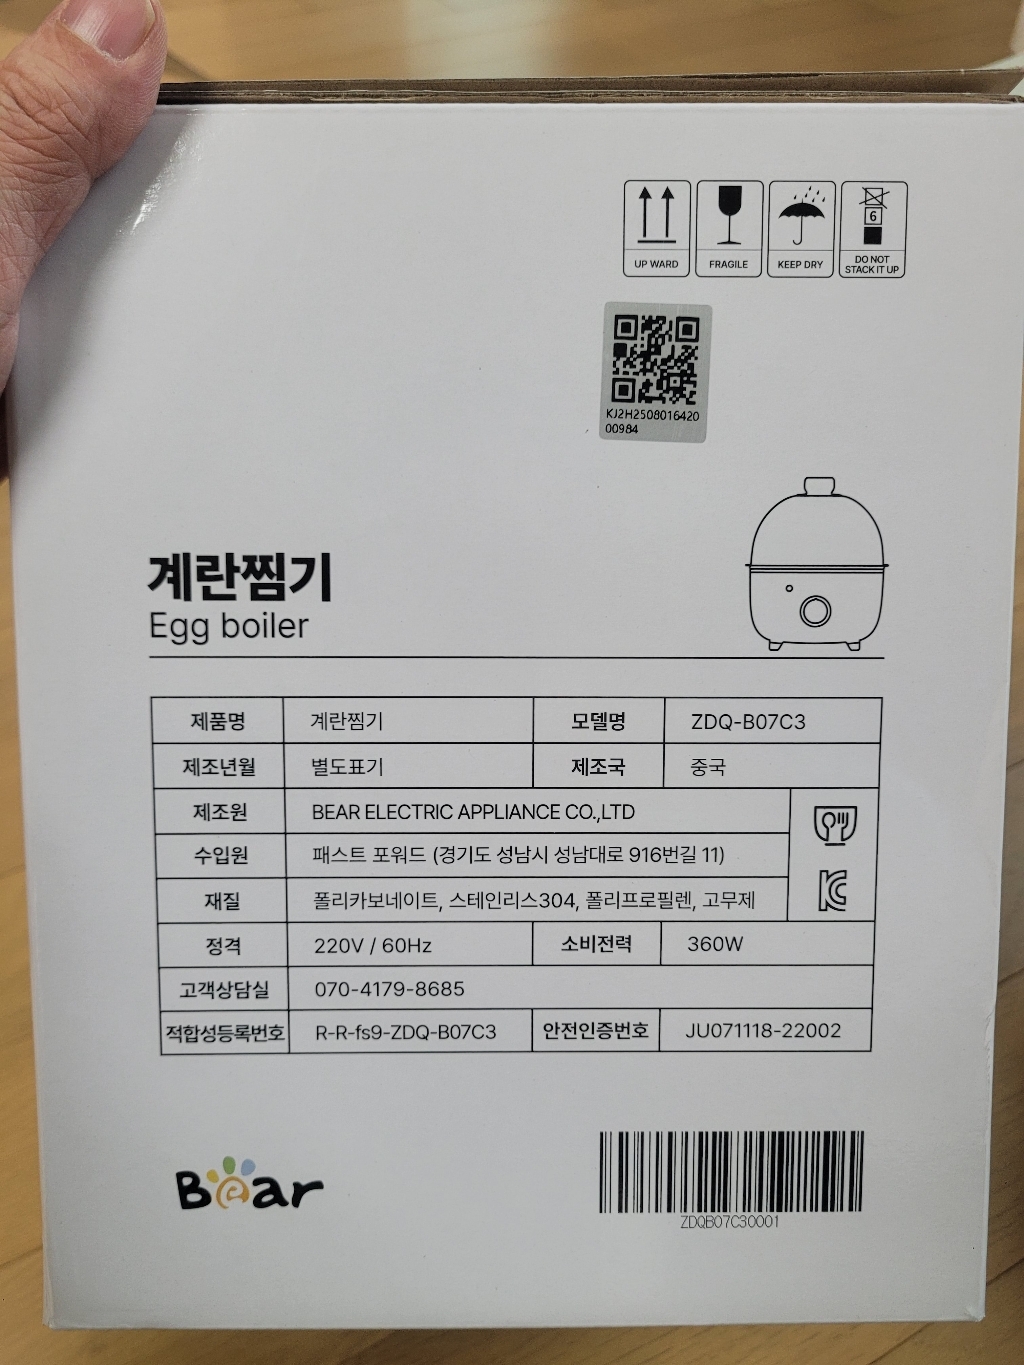 UP WARD
FRAGILE
KEEP DRY
6
DO NOT
STACK IT UP
KJ2H2508016420
00984
계란찜기
Egg boiler
제품명 계란찜기 모델명 ZDQ-B07C3
제조년월 별도표기 제조국 중국
제조원 BEAR ELECTRIC APPLIANCE CO.,LTD
수입원 패스트 포워드 (경기도 성남시 성남대로 916번길 11)
재질 폴리카보네이트, 스테인리스304, 폴리프로필렌, 고무제
정격 220V / 60Hz 소비전력 360W
고객상담실 070-4179-8685
적합성등록번호 R-R-fs9-ZDQ-B07C3 안전인증번호 JU071118-22002
Bear
ZDQB07C30001